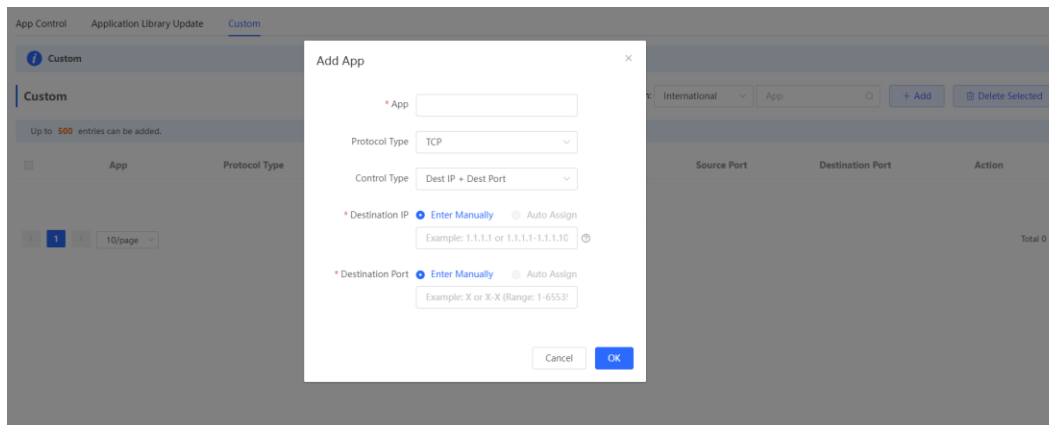 App Control Application Library Update Custom
Custom
Add App
Custom
International App + Add Delete Selected
Up to 500 entries can be added.
App Protocol Type Source Port Destination Port Action
* App
Protocol Type TCP
Control Type Dest IP + Dest Port
* Destination IP Enter Manually Auto Assign
Example: 1.1.1.1 or 1.1.1.1-1.1.1.10
1 10/page Total 0
* Destination Port Enter Manually Auto Assign
Example: X or X-X (Range: 1-6553
Cancel OK